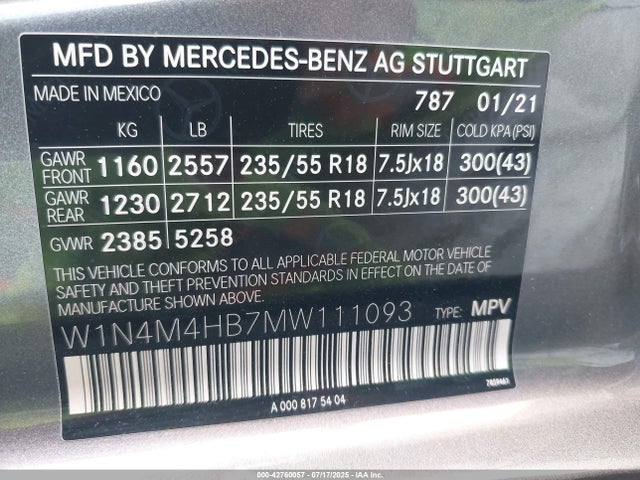 MFD BY MERCEDES-BENZ AG STUTTGART
MADE IN MEXICO 787 01/21
KG LB TIRES RIM SIZE COLD KPA(PSI)
GAWR FRONT 1160 2557 235/55 R18 7.5Jx18 300(43)
GAWR REAR 1230 2712 235/55 R18 7.5Jx18 300(43)
GVWR 2385 5258
THIS VEHICLE CONFORMS TO ALL APPLICABLE FEDERAL MOTOR VEHICLE
SAFETY AND THEFT PREVENTION STANDARDS IN EFFECT ON THE DATE OF
MANUFACTURE SHOWN ABOVE.
W1N4M4HB7MW111093 TYPE: MPV
A 000 817 54 04
000-42760057 - 07/17/2025 - IAAI.COM